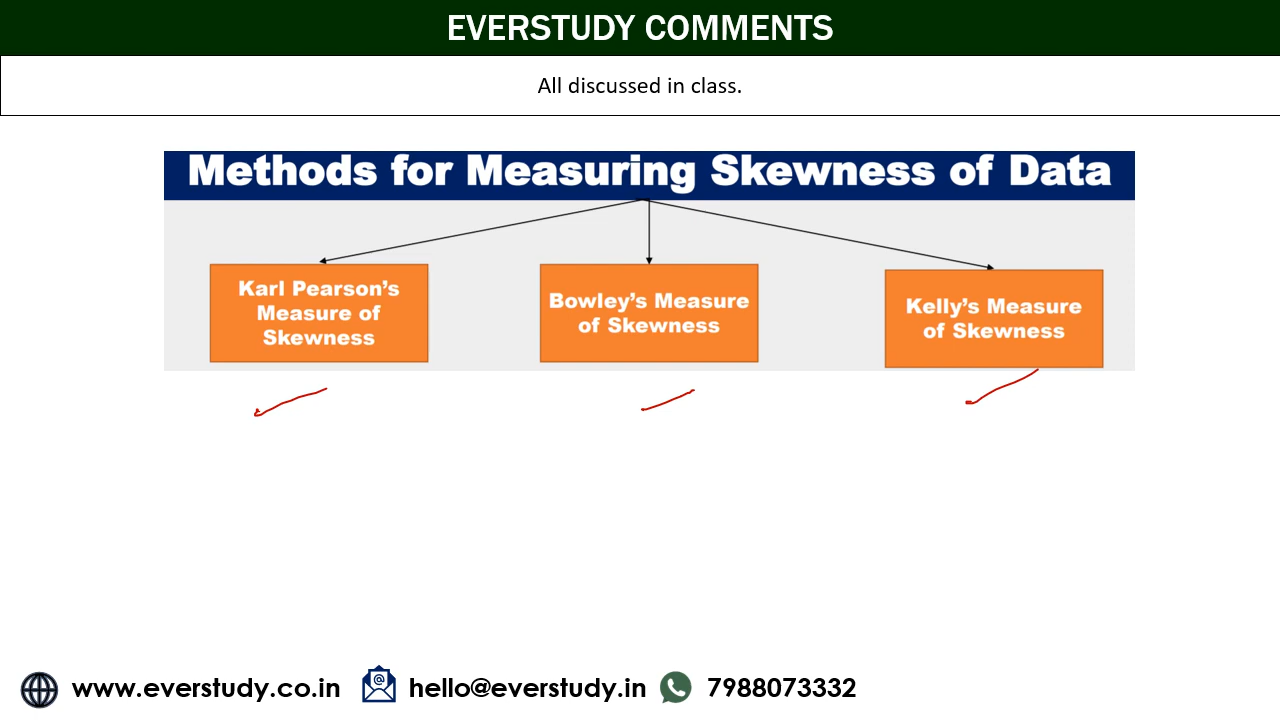 EVERSTUDY COMMENTS
All discussed in class.
Methods for Measuring Skewness of Data
Karl Pearson’s
Measure of
Skewness
Bowley’s Measure
of Skewness
Kelly’s Measure
of Skewness
www.everstudy.co.in
hello@everstudy.in
7988073332